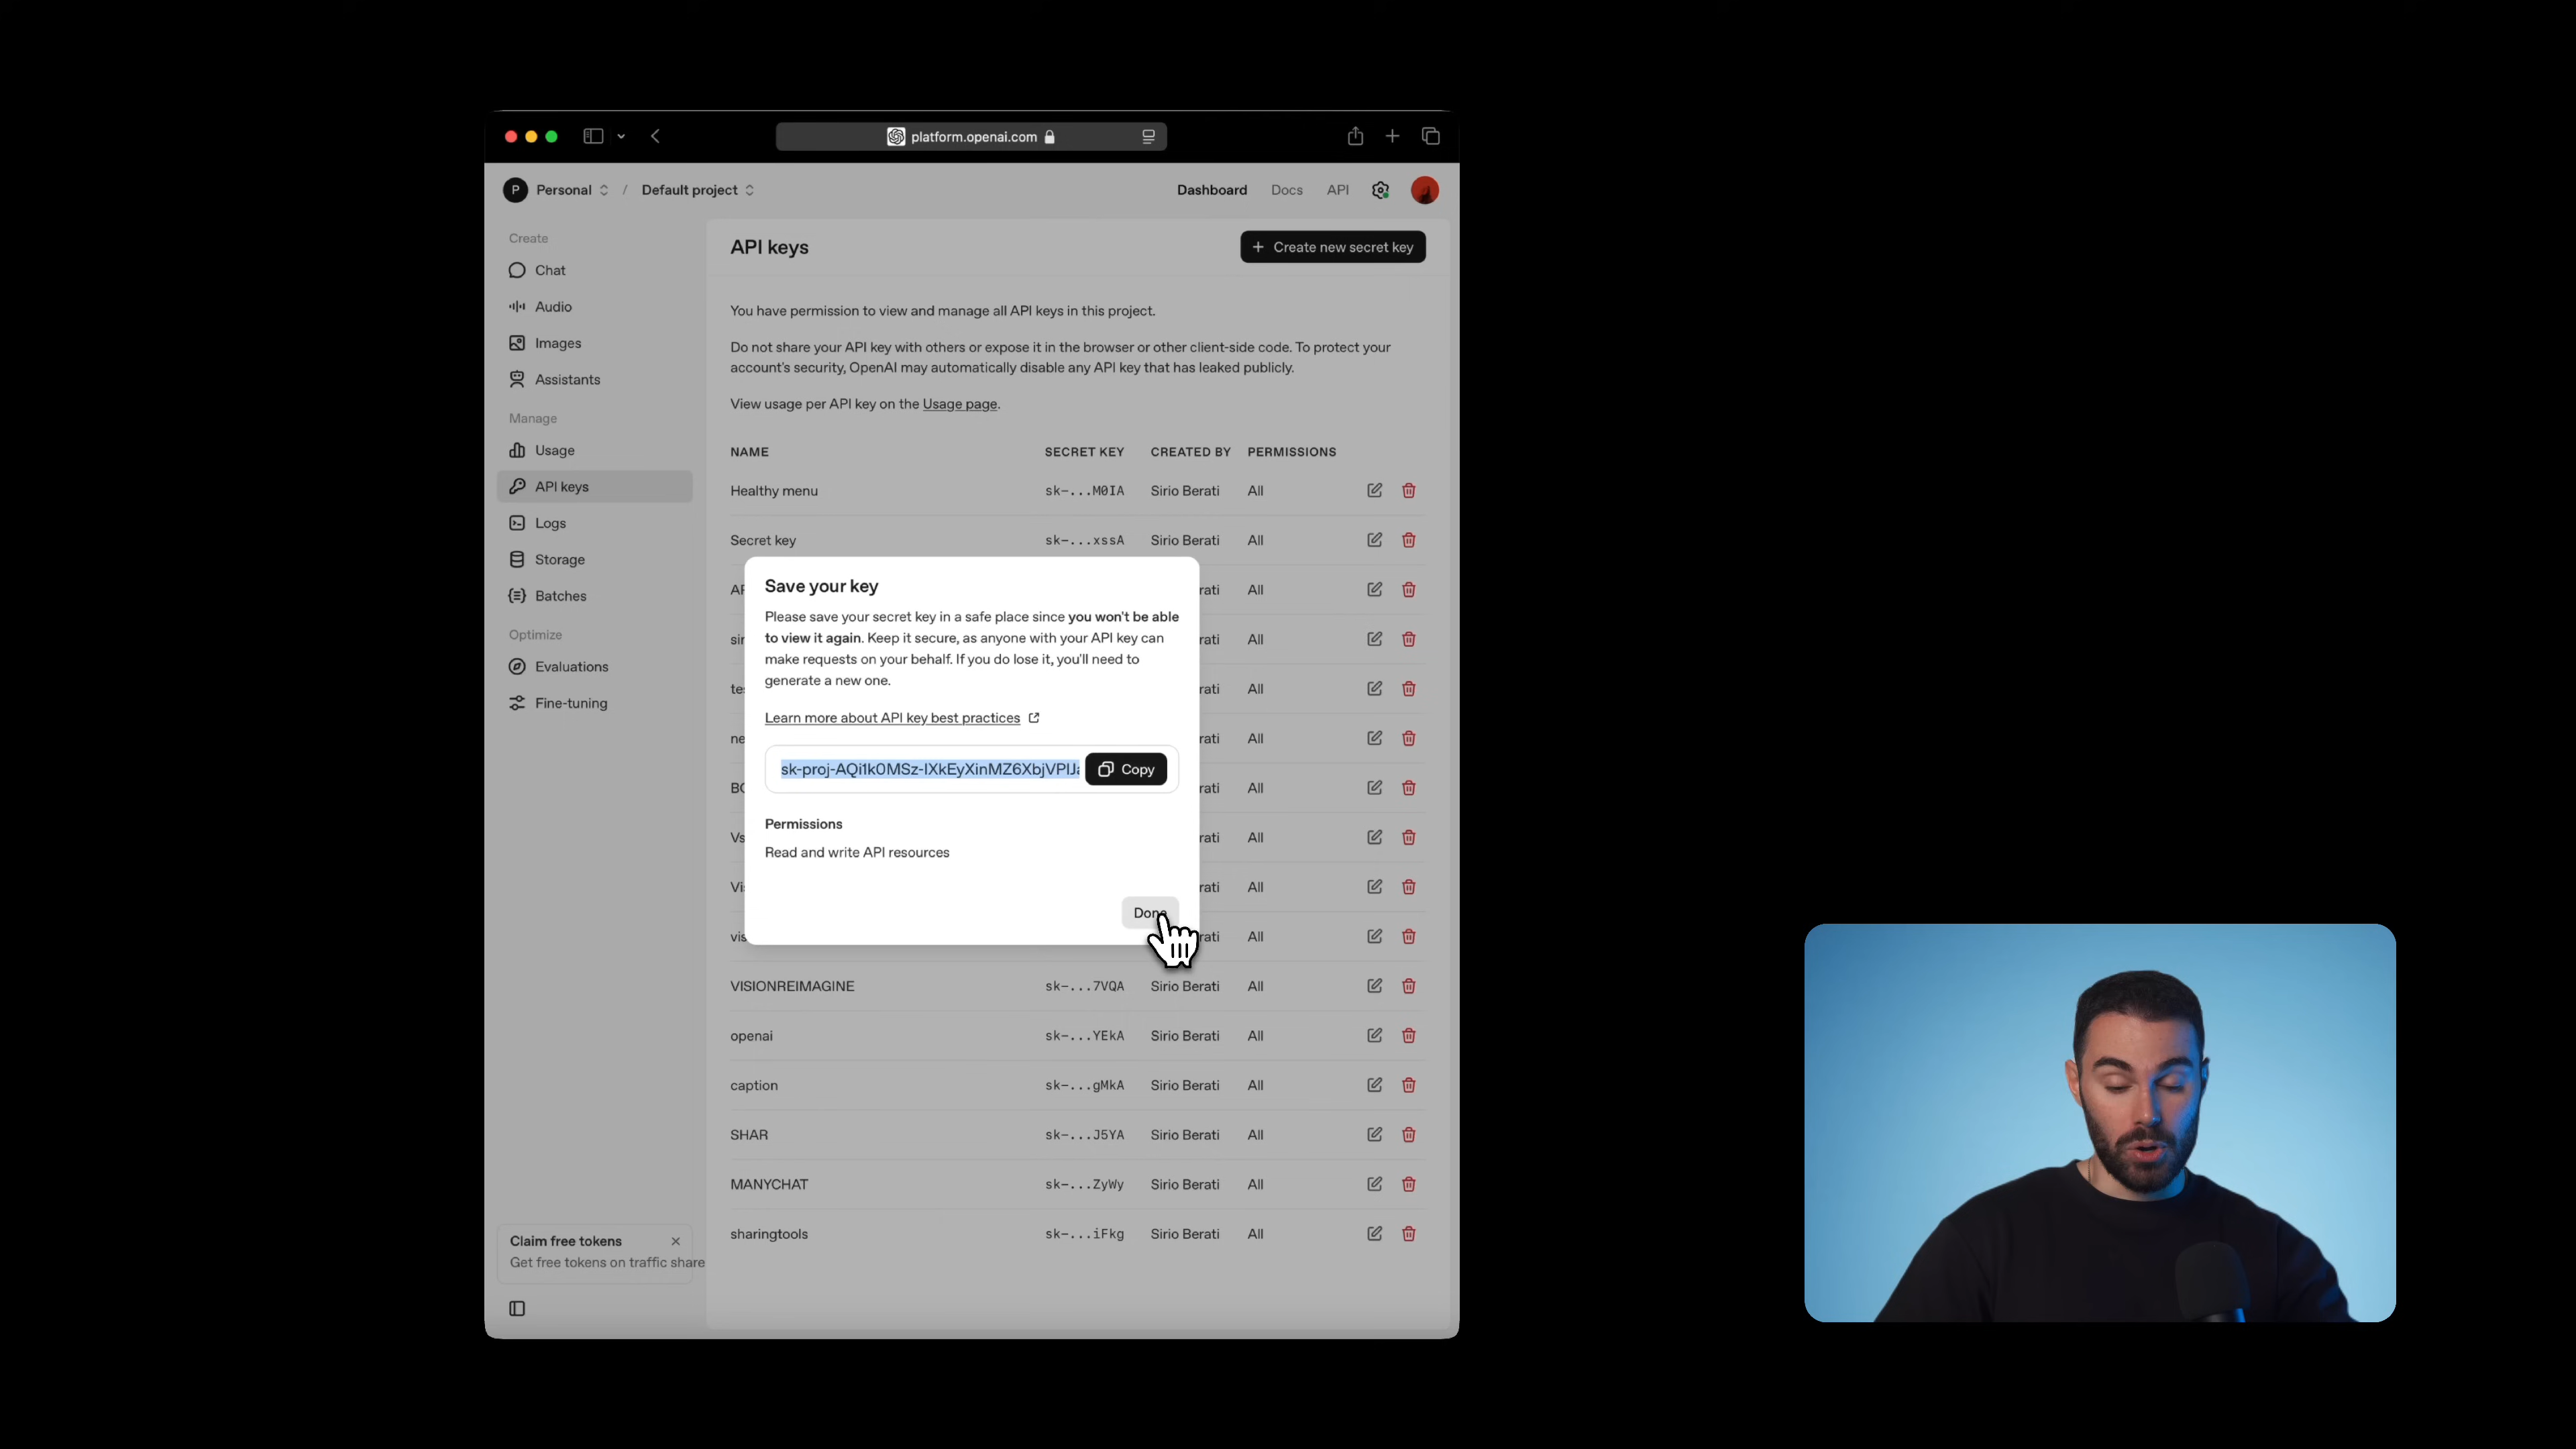 platform.openai.com
P Personal / Default project
Dashboard Docs API
Create
Chat
Audio
Images
Assistants
Manage
Usage
API keys
Logs
Storage
Batches
Optimize
Evaluations
Fine-tuning
Claim free tokens
Get free tokens on traffic share
API keys
+ Create new secret key
You have permission to view and manage all API keys in this project.
Do not share your API key with others or expose it in the browser or other client-side code. To protect your
account's security, OpenAI may automatically disable any API key that has leaked publicly.
View usage per API key on the Usage page.
NAME SECRET KEY CREATED BY PERMISSIONS
Healthy menu sk-...M0IA Sirio Berati All
Secret key sk-...xssA Sirio Berati All
All
All
All
All
All
All
All
All
VISIONREIMAGINE sk-...7VQA Sirio Berati All
openai sk-...YEkA Sirio Berati All
caption sk-...gMkA Sirio Berati All
SHAR sk-...J5YA Sirio Berati All
MANYCHAT sk-...ZyWy Sirio Berati All
sharingtools sk-...iFkg Sirio Berati All
Save your key
Please save your secret key in a safe place since you won't be able
to view it again. Keep it secure, as anyone with your API key can
make requests on your behalf. If you do lose it, you'll need to
generate a new one.
Learn more about API key best practices
Copy
Permissions
Read and write API resources
Done